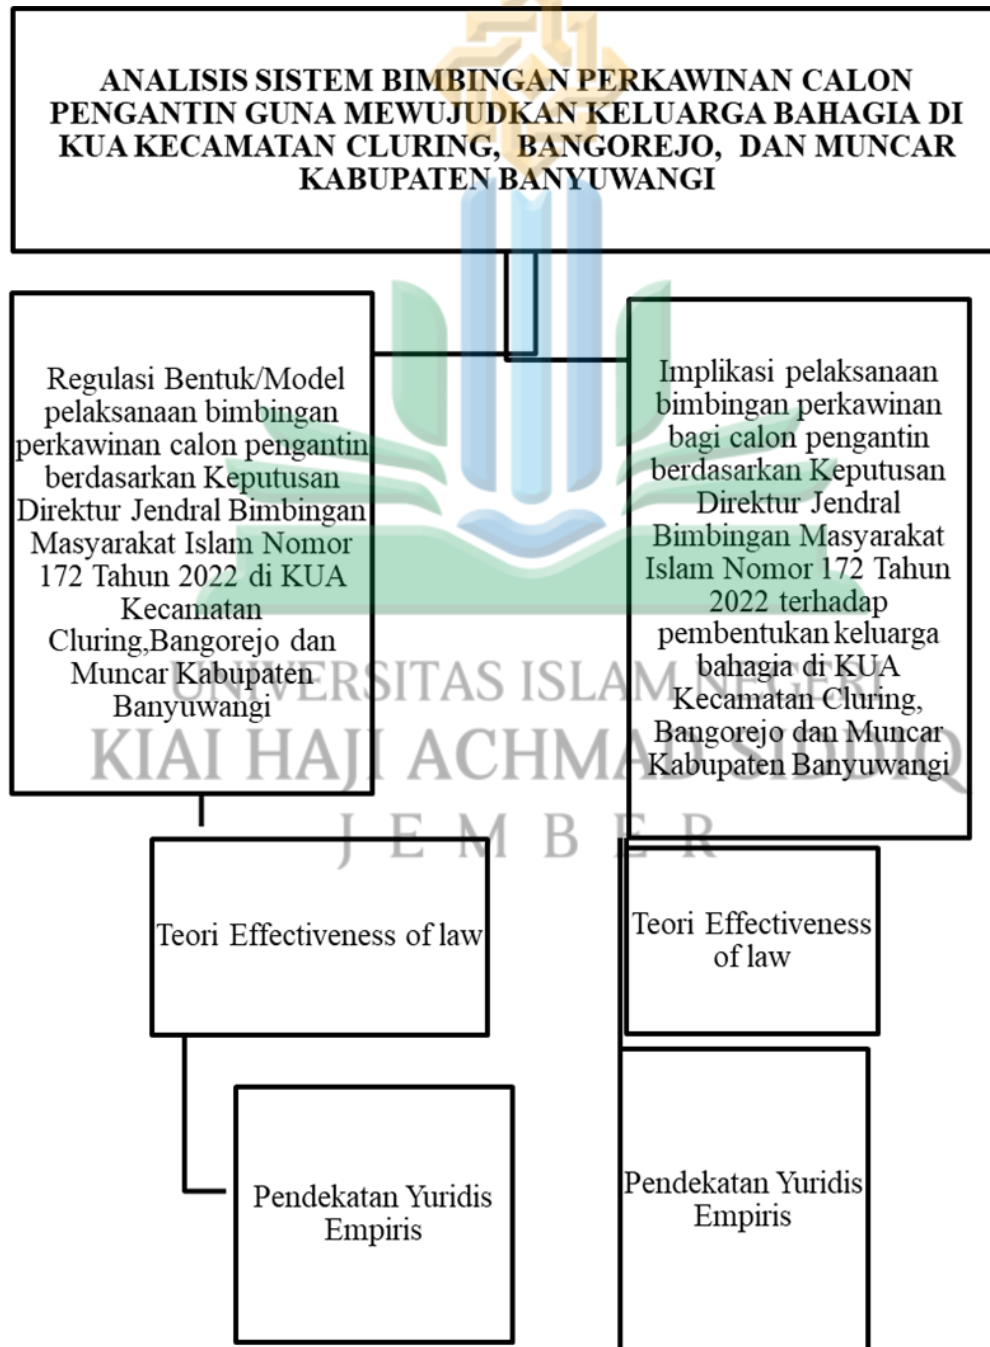 ANALISIS SISTEM BIMBINGAN PERKAWINAN CALON
PENGANTIN GUNA MEWUJUDKAN KELUARGA BAHAGIA DI
KUA KECAMATAN CLURING, BANGOREJO, DAN MUNCAR
KABUPATEN BANYUWANGI
Regulasi Bentuk/Model
pelaksanaan bimbingan
perkawinan calon pengantin
berdasarkan Keputusan
Direktur Jendral Bimbingan
Masyarakat Islam Nomor
172 Tahun 2022 di KUA
Kecamatan
Cluring,Bangorejo dan
Muncar Kabupaten
Banyuwangi
Implikasi pelaksanaan
bimbingan perkawinan
bagi calon pengantin
berdasarkan Keputusan
Direktur Jendral
Bimbingan Masyarakat
Islam Nomor 172 Tahun
2022 terhadap
pembentukan keluarga
bahagia di KUA
Kecamatan Cluring,
Bangorejo dan Muncar
Kabupaten Banyuwangi
UNIVERSITAS ISLAM NEGERI
KIAI HAJI ACHMAD SIDDIQ
JEMBER
Teori Effectiveness of law
Teori Effectiveness
of law
Pendekatan Yuridis
Empiris
Pendekatan Yuridis
Empiris